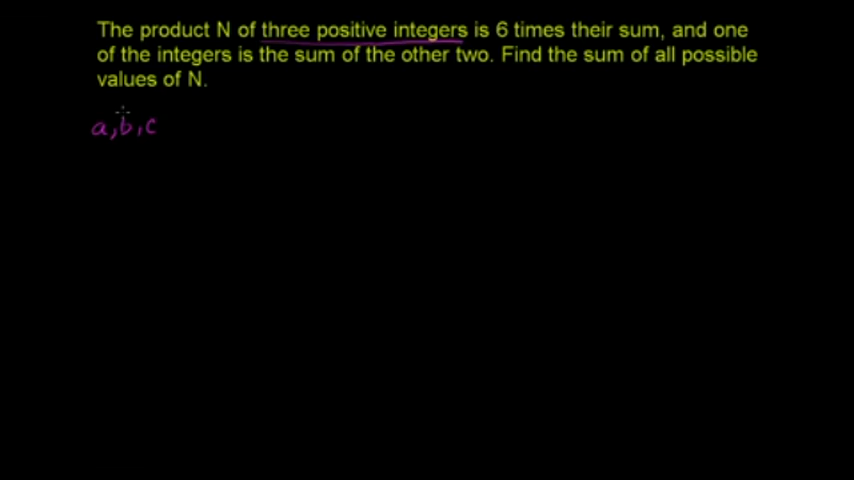 The product N of three positive integers is 6 times their sum, and one
of the integers is the sum of the other two. Find the sum of all possible
values of N.
a,b,c